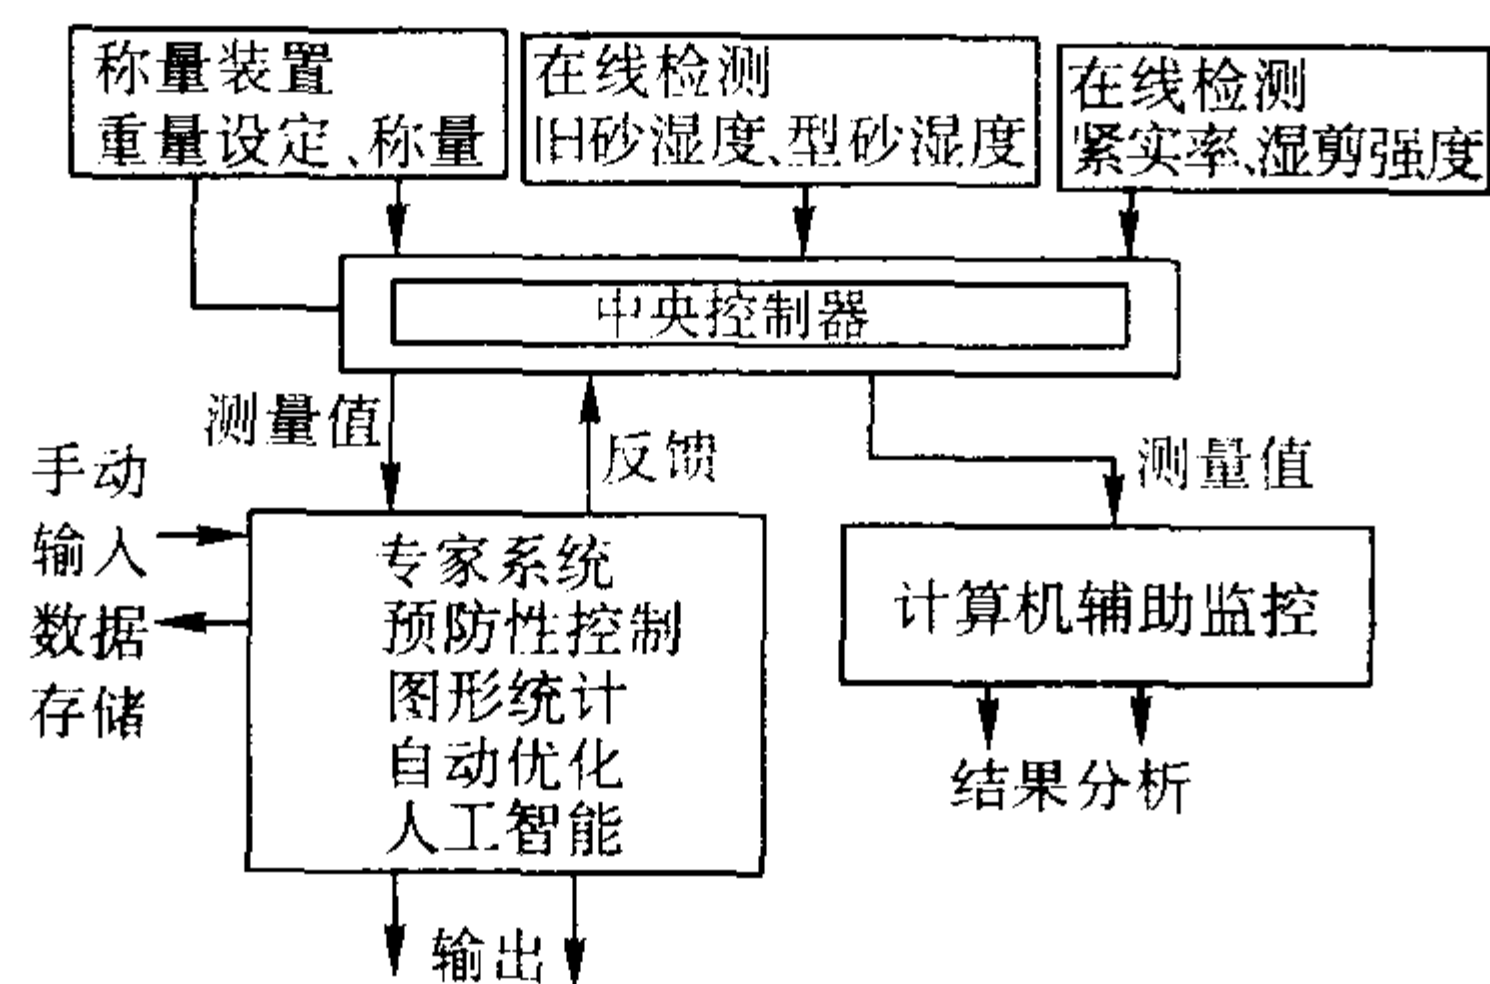 称量装置
重量设定、称量
在线检测
旧砂湿度、型砂湿度
在线检测
紧实率、湿剪强度
中央控制器
测量值
反馈
测量值
手动
输入
数据
存储
专家系统
预防性控制
图形统计
自动优化
人工智能
计算机辅助监控
结果分析
输出